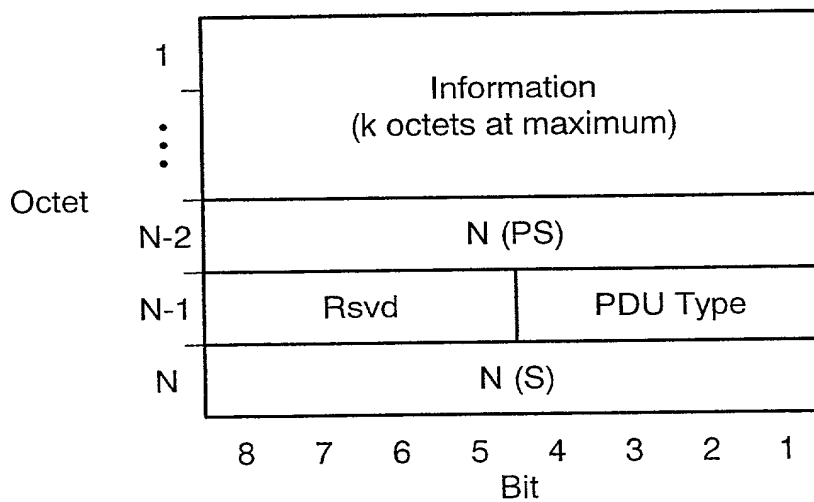 1
Information
(k octets at maximum)
Octet
N-2
N (PS)
N-1
Rsvd
PDU Type
N
N (S)
8 7 6 5 4 3 2 1
Bit